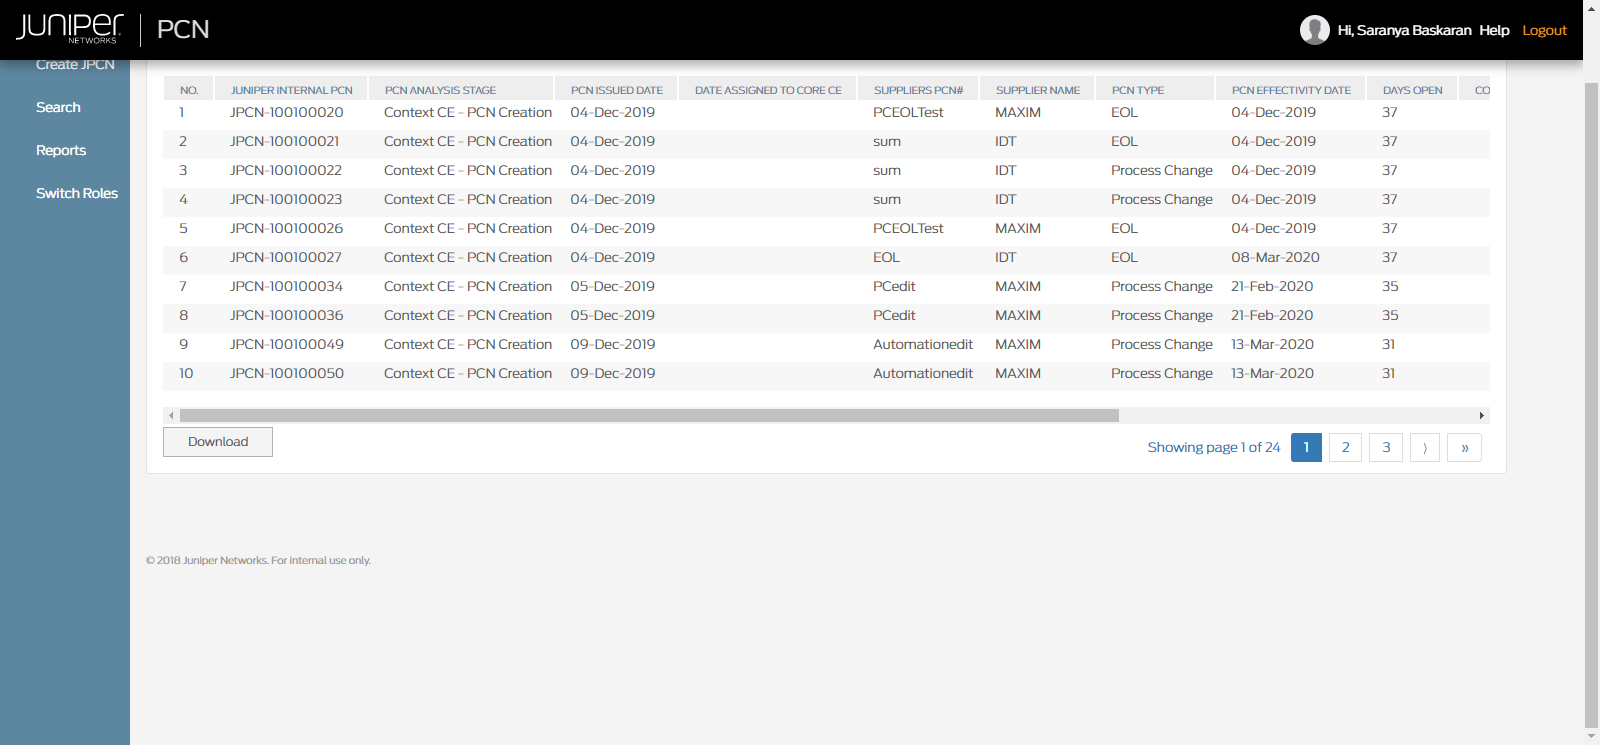 JUNIPER NETWORKS | PCN
Hi, Saranya Baskaran Help Logout
Create JPCN
Search
Reports
Switch Roles
NO. JUNIPER INTERNAL PCN PCN ANALYSIS STAGE PCN ISSUED DATE DATE ASSIGNED TO CORE CE SUPPLIERS PCN# SUPPLIER NAME PCN TYPE PCN EFFECTIVITY DATE DAYS OPEN CO
1 JPCN-100100020 Context CE - PCN Creation 04-Dec-2019 PCEOLTest MAXIM EOL 04-Dec-2019 37
2 JPCN-100100021 Context CE - PCN Creation 04-Dec-2019 sum IDT EOL 04-Dec-2019 37
3 JPCN-100100022 Context CE - PCN Creation 04-Dec-2019 sum IDT Process Change 04-Dec-2019 37
4 JPCN-100100023 Context CE - PCN Creation 04-Dec-2019 sum IDT Process Change 04-Dec-2019 37
5 JPCN-100100026 Context CE - PCN Creation 04-Dec-2019 PCEOLTest MAXIM EOL 04-Dec-2019 37
6 JPCN-100100027 Context CE - PCN Creation 04-Dec-2019 EOL IDT EOL 08-Mar-2020 37
7 JPCN-100100034 Context CE - PCN Creation 05-Dec-2019 PCedit MAXIM Process Change 21-Feb-2020 35
8 JPCN-100100036 Context CE - PCN Creation 05-Dec-2019 PCedit MAXIM Process Change 21-Feb-2020 35
9 JPCN-100100049 Context CE - PCN Creation 09-Dec-2019 Automationedit MAXIM Process Change 13-Mar-2020 31
10 JPCN-100100050 Context CE - PCN Creation 09-Dec-2019 Automationedit MAXIM Process Change 13-Mar-2020 31
Download
Showing page 1 of 24 1 2 3 〉 »
© 2018 Juniper Networks. For internal use only.